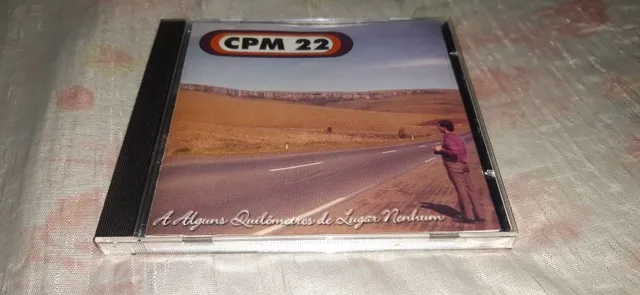 CPM 22
A Alguns Quilômetros de Lugar Nenhum